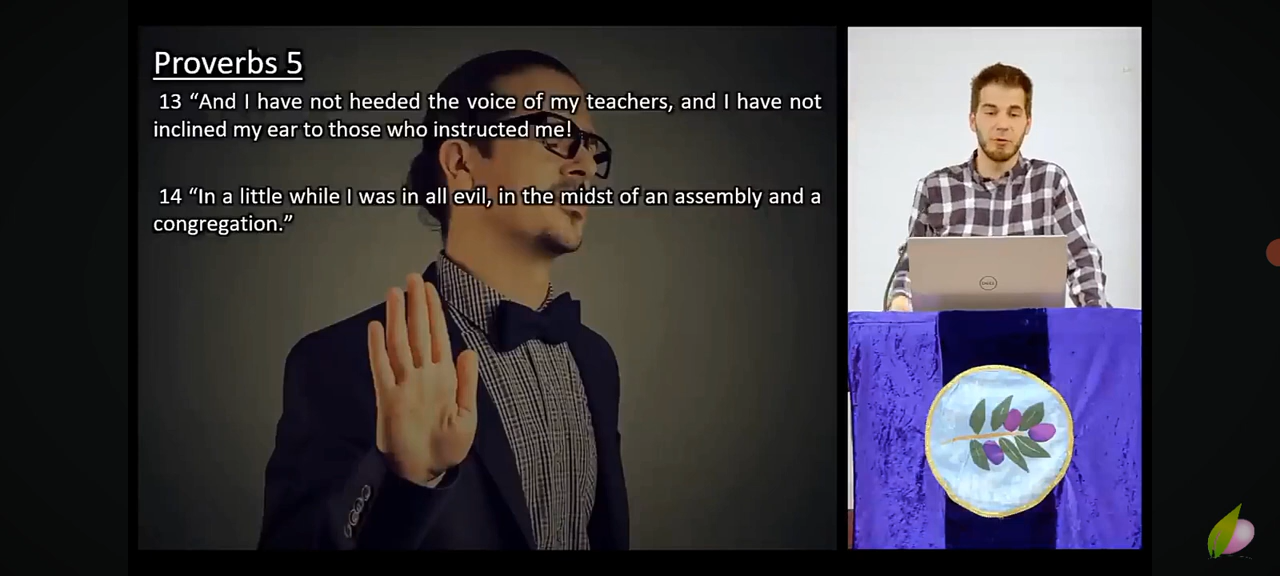 Proverbs 5
13 “And I have not heeded the voice of my teachers, and I have not
inclined my ear to those who instructed me!
14 “In a little while I was in all evil, in the midst of an assembly and a
congregation.”
DELL